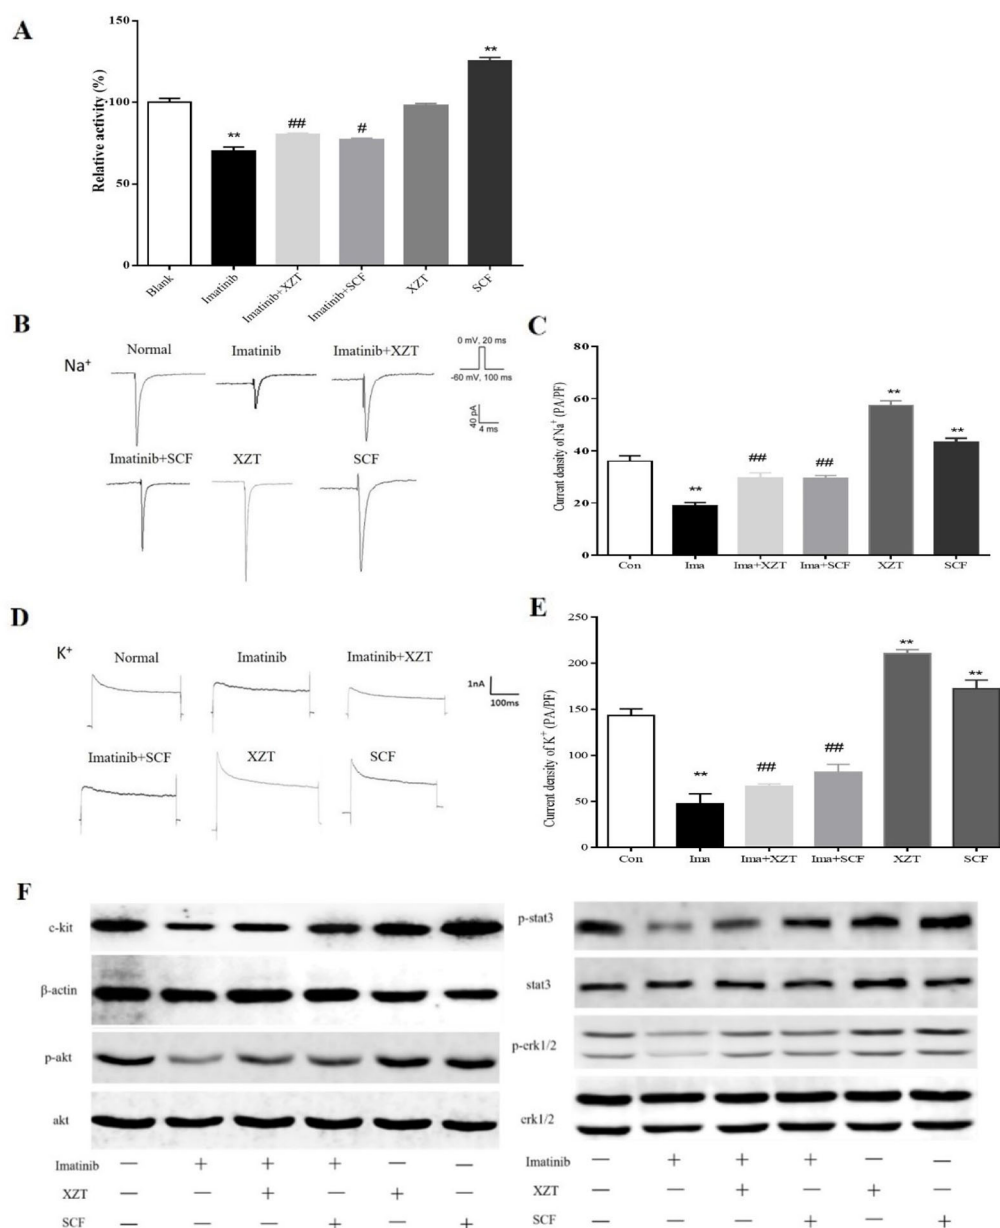 A
150
100
50
0
Relative activity (%)
**
##
#
**
Blank
Imatinib
Imatinib+XZT
Imatinib+SCF
XZT
SCF
B
Na⁺
Normal
Imatinib
Imatinib+XZT
0 mV, 20 ms
-60 mV, 100 ms
40 pA
4 ms
Imatinib+SCF
XZT
SCF
C
80
60
40
20
0
Current density of Na⁺ (PA/PF)
**
##
##
**
**
Con
Ima
Ima+XZT
Ima+SCF
XZT
SCF
D
K⁺
Normal
Imatinib
Imatinib+XZT
1nA
100ms
Imatinib+SCF
XZT
SCF
E
250
200
150
100
50
0
Current density of K⁺ (PA/PF)
**
##
##
**
**
Con
Ima
Ima+XZT
Ima+SCF
XZT
SCF
F
c-kit
β-actin
p-akt
akt
Imatinib — + + + — —
XZT — — + — + —
SCF — — — + — +
p-stat3
stat3
p-erk1/2
erk1/2
Imatinib — + + + — —
XZT — — + — + —
SCF — — — + — +